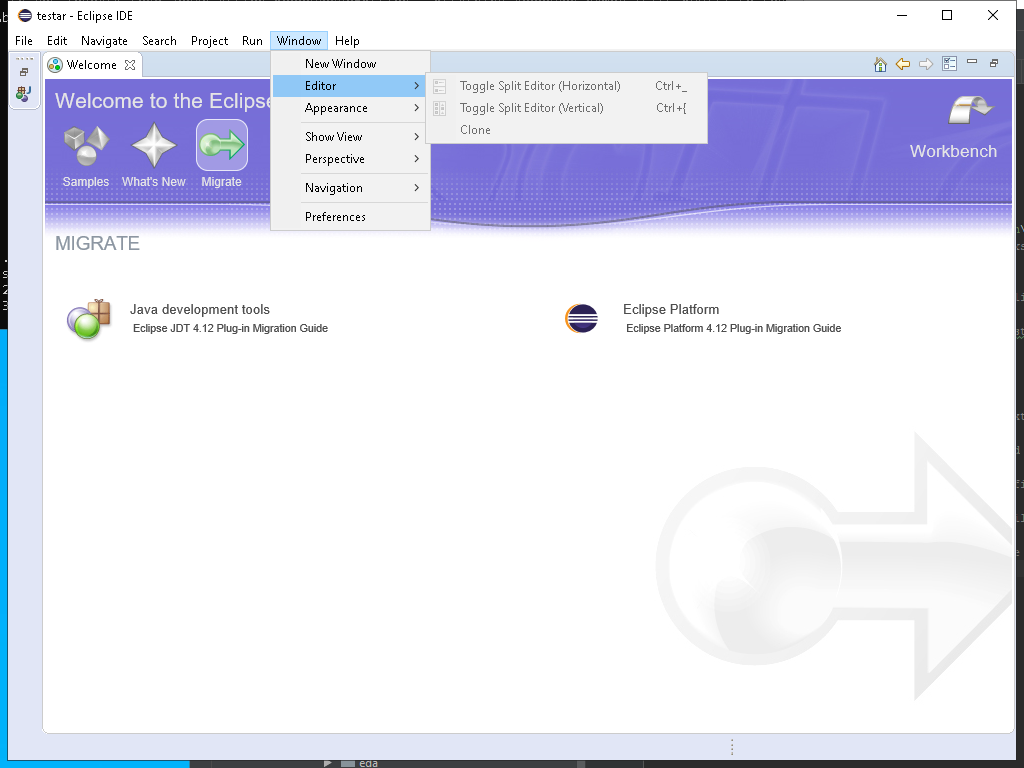 testar - Eclipse IDE
File Edit Navigate Search Project Run Window Help
Welcome
New Window
Editor
Appearance
Show View
Perspective
Navigation
Preferences
Toggle Split Editor (Horizontal) Ctrl+_
Toggle Split Editor (Vertical) Ctrl+{
Clone
Welcome to the Eclipse
Workbench
Samples What's New Migrate
MIGRATE
Java development tools
Eclipse JDT 4.12 Plug-in Migration Guide
Eclipse Platform
Eclipse Platform 4.12 Plug-in Migration Guide
eda